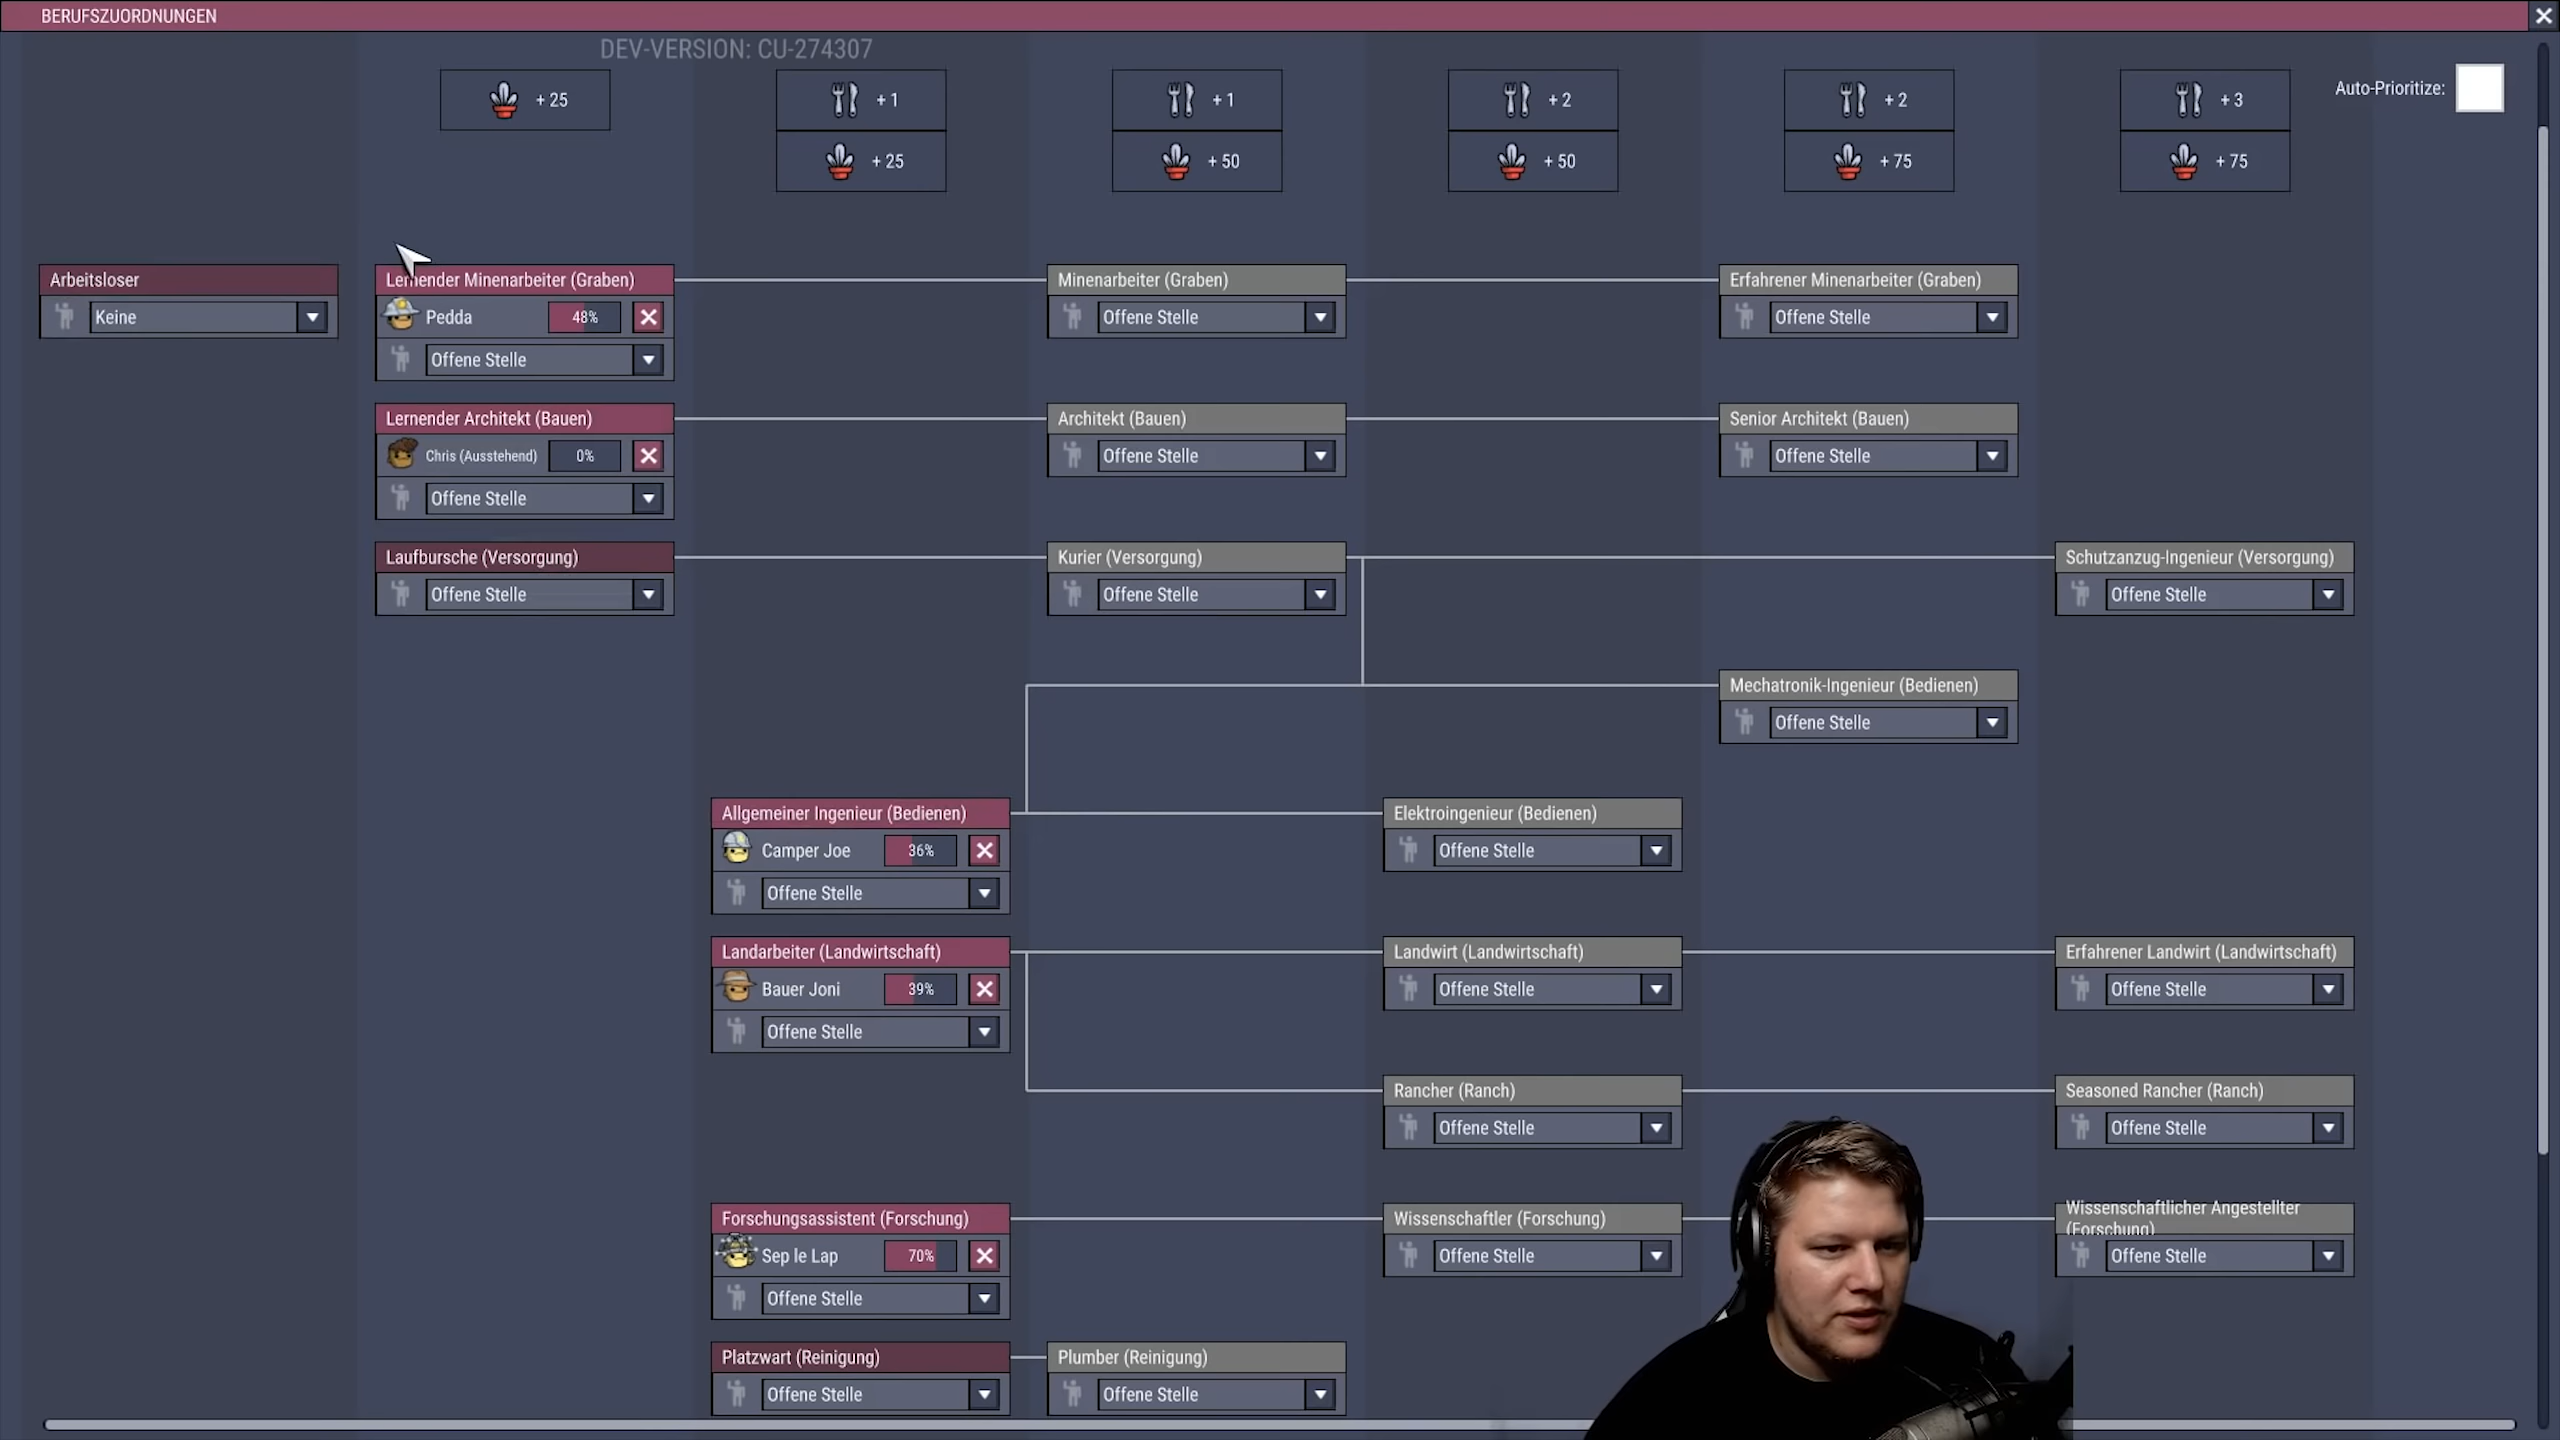 BERUFSZUORDNUNGEN
DEV-VERSION: CU-274307
+ 25
+ 1
+ 1
+ 2
+ 2
+ 3
Auto-Prioritize:
+ 25
+ 50
+ 50
+ 75
+ 75
Arbeitsloser
Keine
Lernender Minenarbeiter (Graben)
Pedda
48%
Offene Stelle
Minenarbeiter (Graben)
Offene Stelle
Erfahrener Minenarbeiter (Graben)
Offene Stelle
Lernender Architekt (Bauen)
Chris (Ausstehend)
0%
Offene Stelle
Architekt (Bauen)
Offene Stelle
Senior Architekt (Bauen)
Offene Stelle
Laufbursche (Versorgung)
Offene Stelle
Kurier (Versorgung)
Offene Stelle
Schutzanzug-Ingenieur (Versorgung)
Offene Stelle
Mechatronik-Ingenieur (Bedienen)
Offene Stelle
Allgemeiner Ingenieur (Bedienen)
Camper Joe
36%
Offene Stelle
Elektroingenieur (Bedienen)
Offene Stelle
Landarbeiter (Landwirtschaft)
Bauer Joni
39%
Offene Stelle
Landwirt (Landwirtschaft)
Offene Stelle
Erfahrener Landwirt (Landwirtschaft)
Offene Stelle
Rancher (Ranch)
Offene Stelle
Seasoned Rancher (Ranch)
Offene Stelle
Forschungsassistent (Forschung)
Sep le Lap
70%
Offene Stelle
Wissenschaftler (Forschung)
Offene Stelle
Wissenschaftlicher Angestellter
(Forschung)
Offene Stelle
Platzwart (Reinigung)
Offene Stelle
Plumber (Reinigung)
Offene Stelle